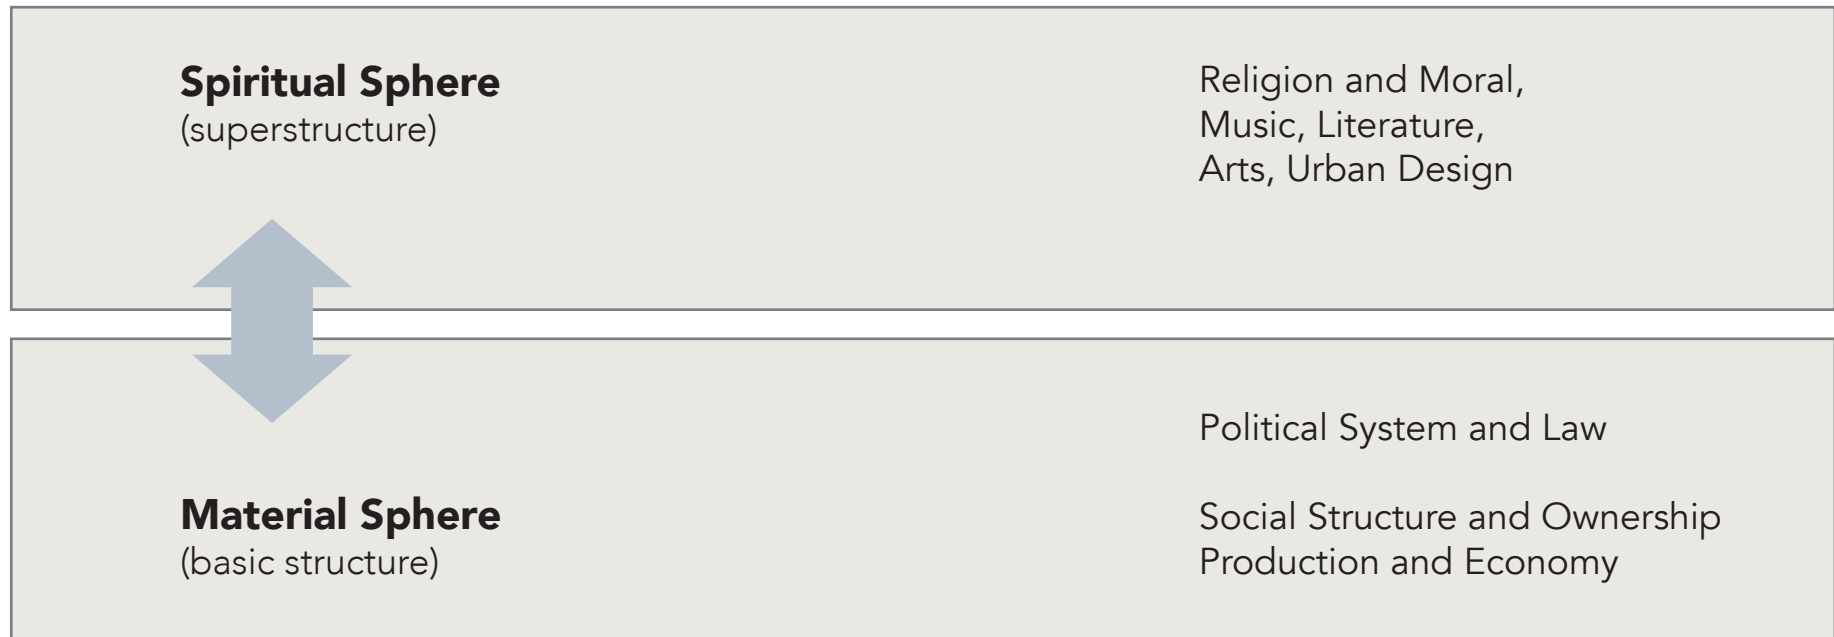 Spiritual Sphere
(superstructure)
Religion and Moral,
Music, Literature,
Arts, Urban Design
Political System and Law
Material Sphere
(basic structure)
Social Structure and Ownership
Production and Economy